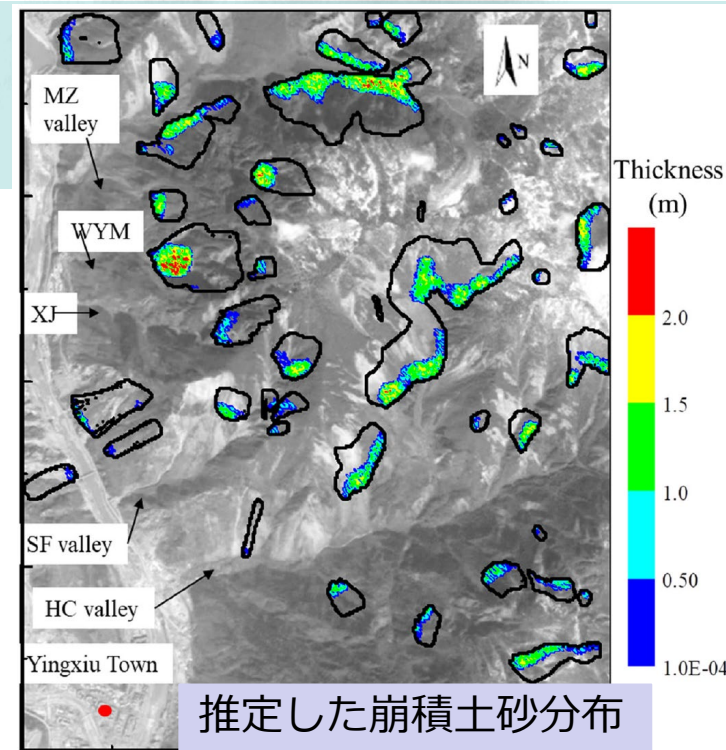 N
MZ
valley
WYM
XJ
SF valley
HC valley
Yingxiu Town
Thickness
(m)
2.0
1.5
1.0
0.50
1.0E-04
推定した崩積土砂分布